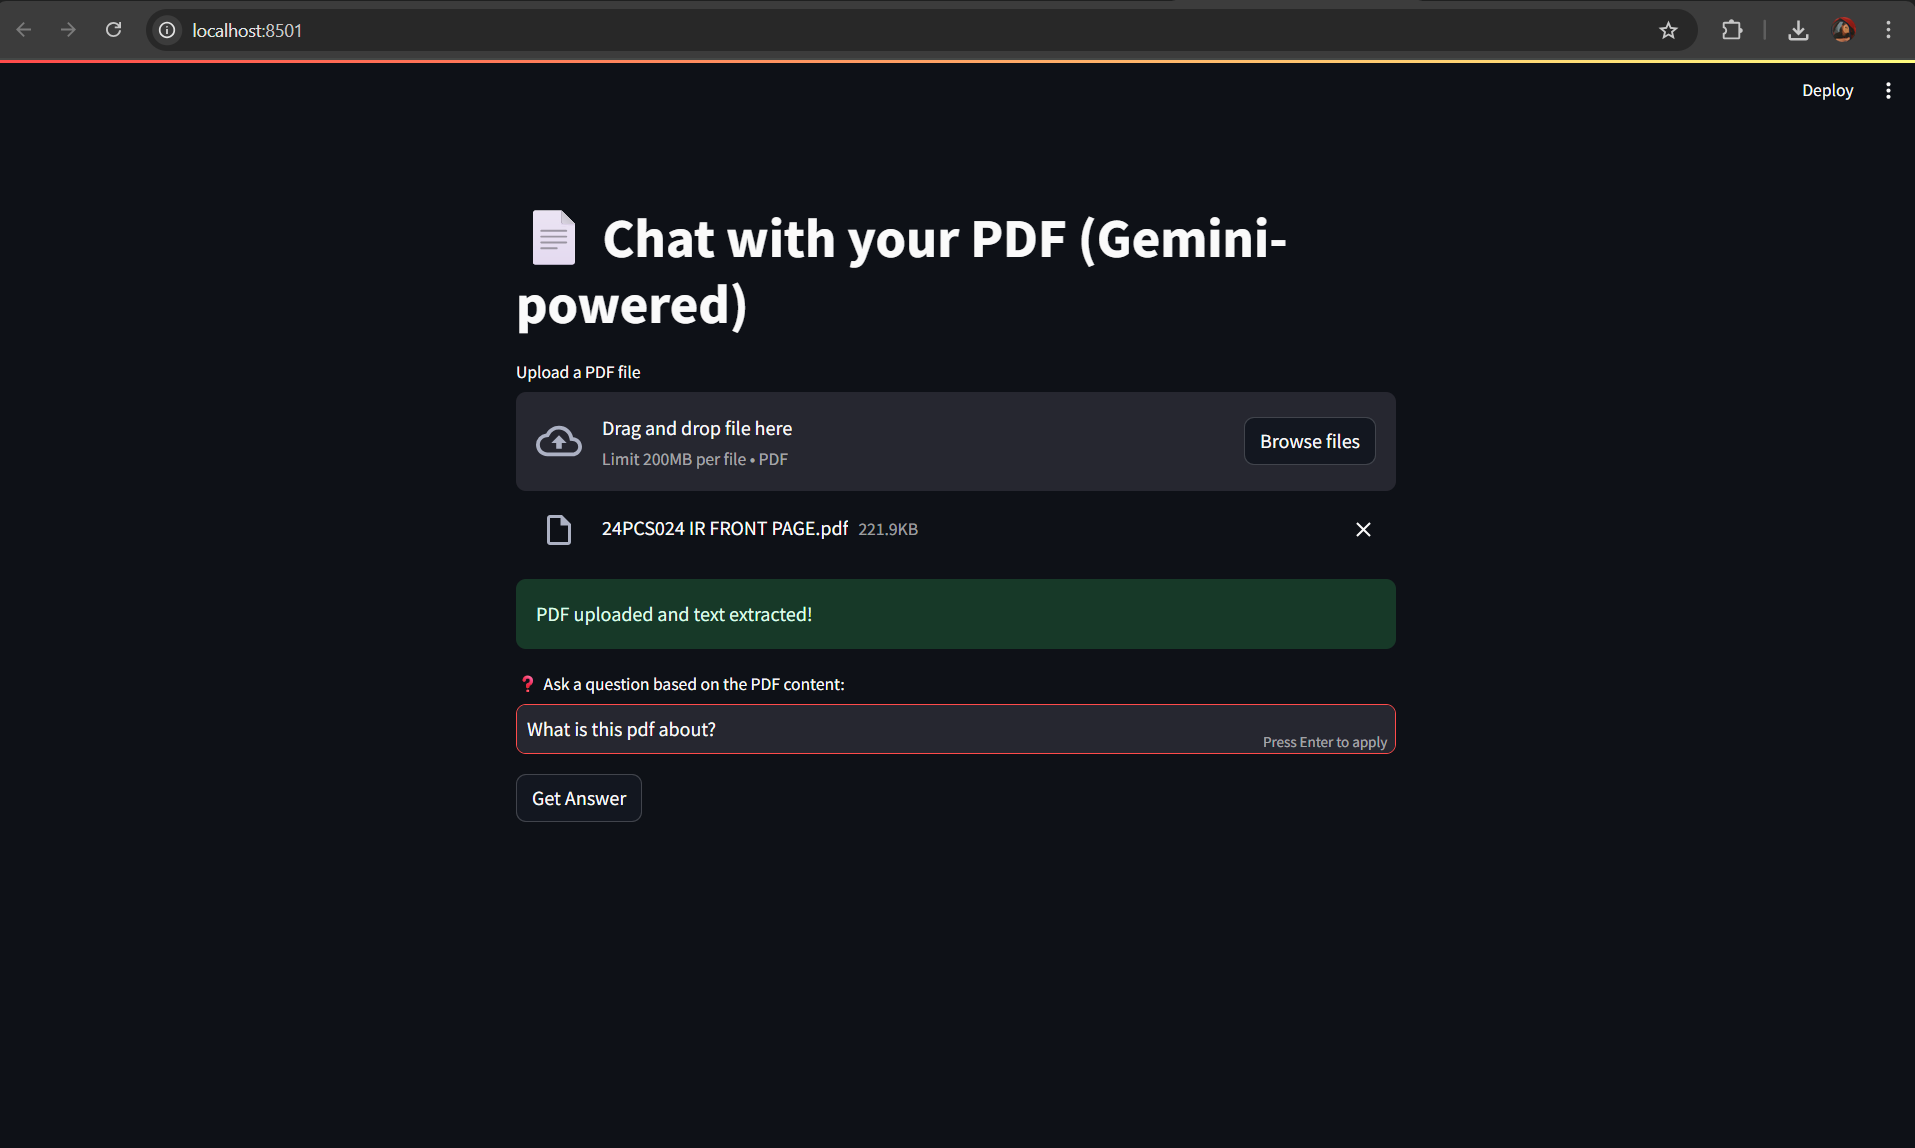 localhost:8501
Deploy
Chat with your PDF (Gemini-
powered)
Upload a PDF file
Drag and drop file here
Limit 200MB per file • PDF
Browse files
24PCS024 IR FRONT PAGE.pdf 221.9KB
PDF uploaded and text extracted!
❓ Ask a question based on the PDF content:
What is this pdf about?
Press Enter to apply
Get Answer